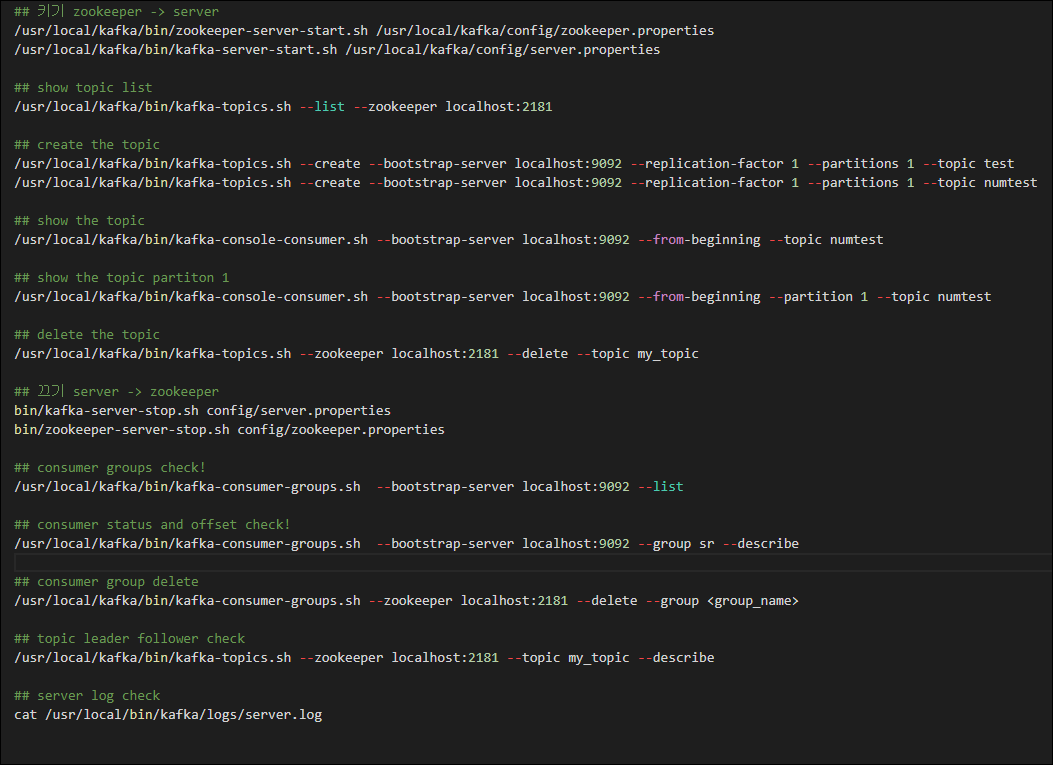 ## 키기 zookeeper -> server
/usr/local/kafka/bin/zookeeper-server-start.sh /usr/local/kafka/config/zookeeper.properties
/usr/local/kafka/bin/kafka-server-start.sh /usr/local/kafka/config/server.properties
## show topic list
/usr/local/kafka/bin/kafka-topics.sh --list --zookeeper localhost:2181
## create the topic
/usr/local/kafka/bin/kafka-topics.sh --create --bootstrap-server localhost:9092 --replication-factor 1 --partitions 1 --topic test
/usr/local/kafka/bin/kafka-topics.sh --create --bootstrap-server localhost:9092 --replication-factor 1 --partitions 1 --topic numtest
## show the topic
/usr/local/kafka/bin/kafka-console-consumer.sh --bootstrap-server localhost:9092 --from-beginning --topic numtest
## show the topic partiton 1
/usr/local/kafka/bin/kafka-console-consumer.sh --bootstrap-server localhost:9092 --from-beginning --partition 1 --topic numtest
## delete the topic
/usr/local/kafka/bin/kafka-topics.sh --zookeeper localhost:2181 --delete --topic my_topic
## 끄기 server -> zookeeper
bin/kafka-server-stop.sh config/server.properties
bin/zookeeper-server-stop.sh config/zookeeper.properties
## consumer groups check!
/usr/local/kafka/bin/kafka-consumer-groups.sh  --bootstrap-server localhost:9092 --list
## consumer status and offset check!
/usr/local/kafka/bin/kafka-consumer-groups.sh  --bootstrap-server localhost:9092 --group sr --describe
## consumer group delete
/usr/local/kafka/bin/kafka-consumer-groups.sh --zookeeper localhost:2181 --delete --group <group_name>
## topic leader follower check
/usr/local/kafka/bin/kafka-topics.sh --zookeeper localhost:2181 --topic my_topic --describe
## server log check
cat /usr/local/bin/kafka/logs/server.log